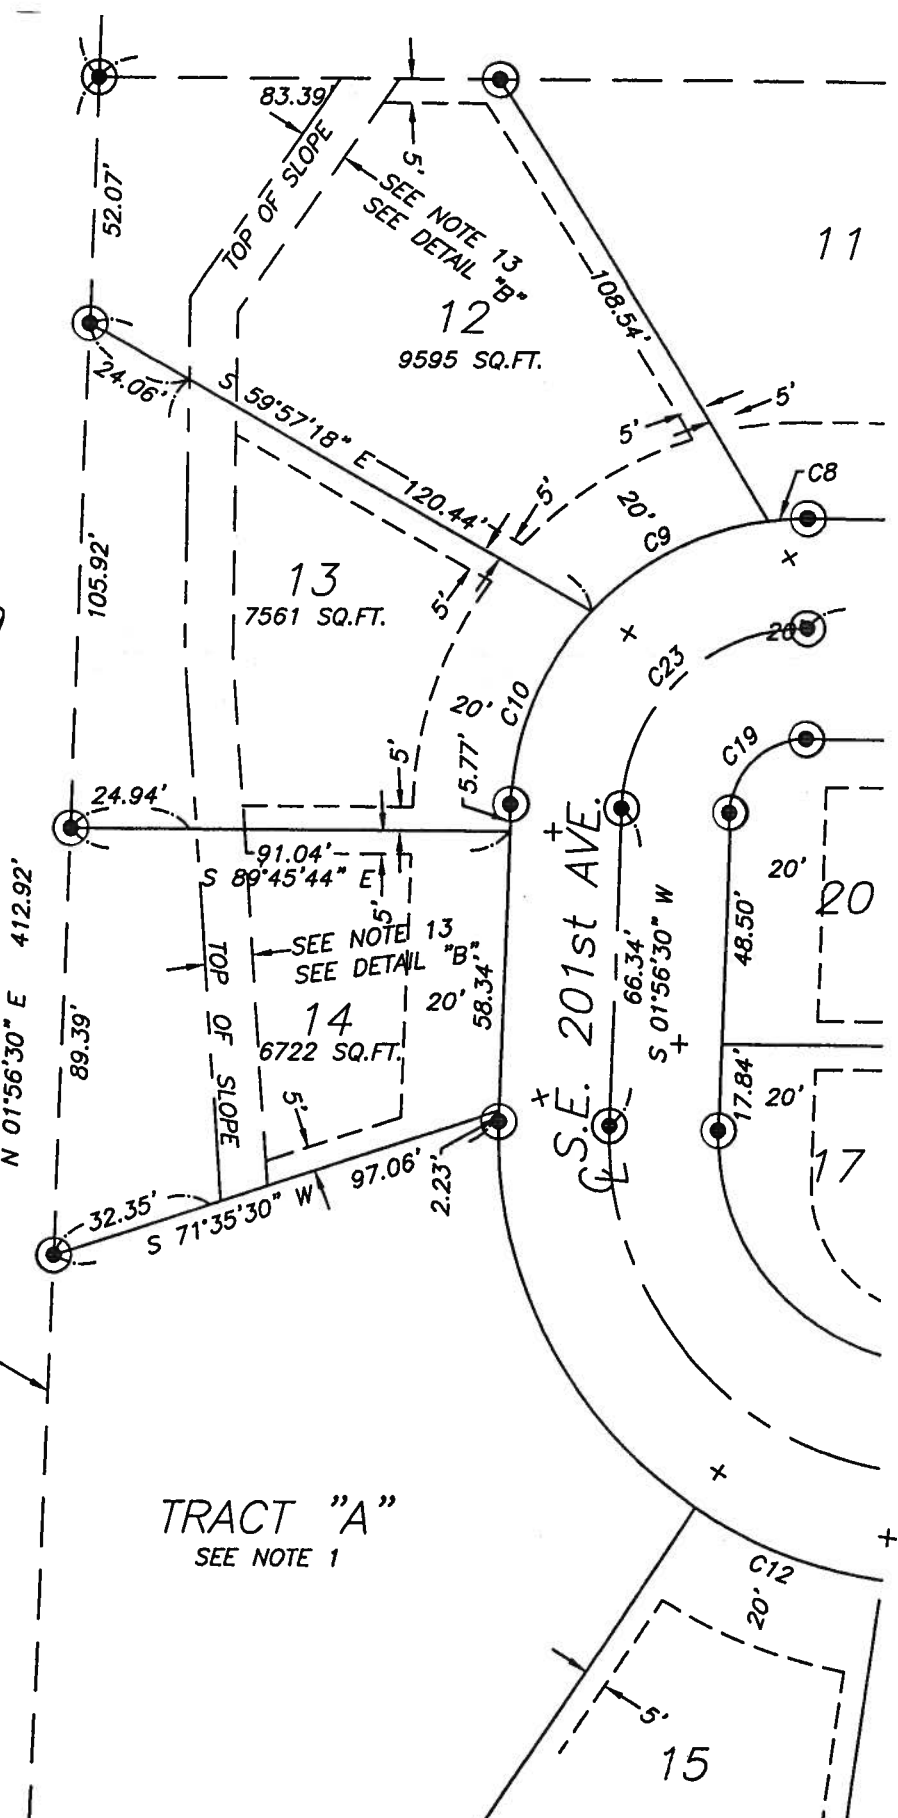 83.39'
5'
TOP OF SLOPE
SEE NOTE 13
SEE DETAIL "B"
52.07'
11
108.54'
12
9595 SQ.FT.
24.06'
S 59°57'18" E
120.44'
5'
5'
5'
20'
C9
C8
105.92'
13
7561 SQ.FT.
5'
20'
C10
C23
20'
C19
5'
5.77'
24.94'
91.04'
S 89°45'44" E
5'
SEE NOTE 13
SEE DETAIL "B"
TOP OF SLOPE
14
6722 SQ.FT.
20'
58.34'
S.E. 201st AVE.
66.34'
S 01°56'30" W
48.50'
20'
20
N 01°56'30" E 412.92'
89.39'
5'
17.84'
20'
17
CL
97.06'
2.23'
32.35'
S 71°35'30" W
TRACT "A"
SEE NOTE 1
C12
20'
5'
15